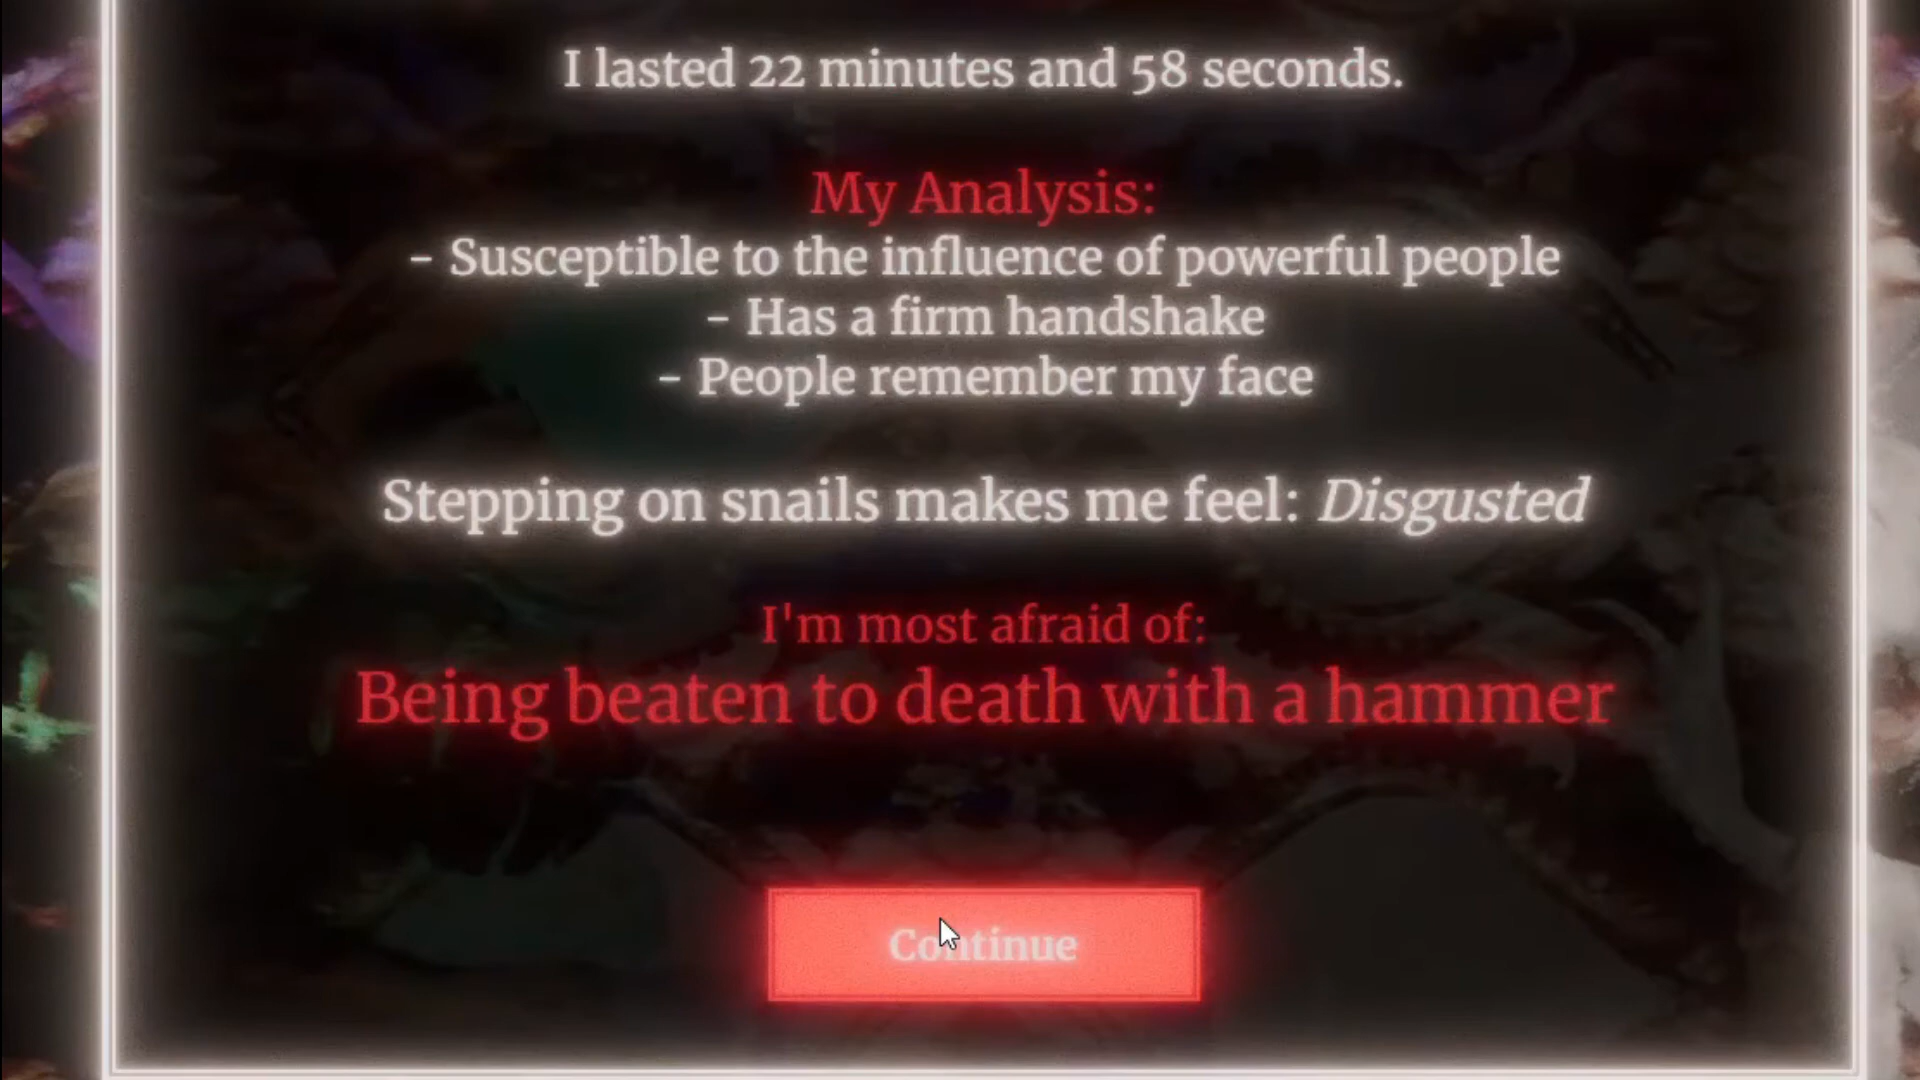 I lasted 22 minutes and 58 seconds.
My Analysis:
- Susceptible to the influence of powerful people
- Has a firm handshake
- People remember my face
Stepping on snails makes me feel: Disgusted
I'm most afraid of:
Being beaten to death with a hammer
Continue